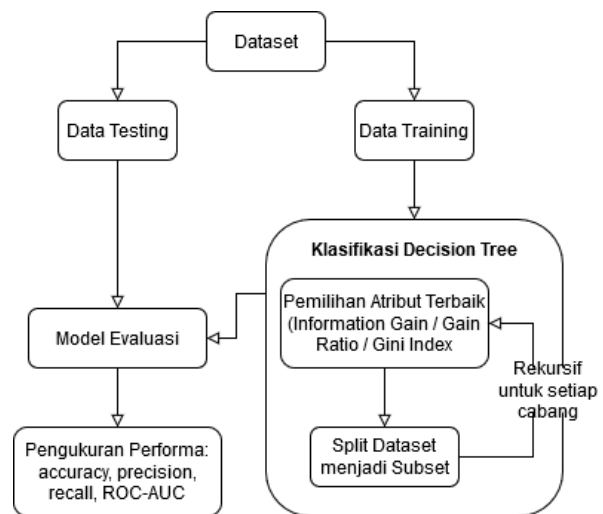 Dataset
Data Testing
Data Training
Klasifikasi Decision Tree
Pemilihan Atribut Terbaik
(Information Gain / Gain
Ratio / Gini Index
Model Evaluasi
Rekursif
untuk setiap
cabang
Split Dataset
menjadi Subset
Pengukuran Performa:
accuracy, precision,
recall, ROC-AUC